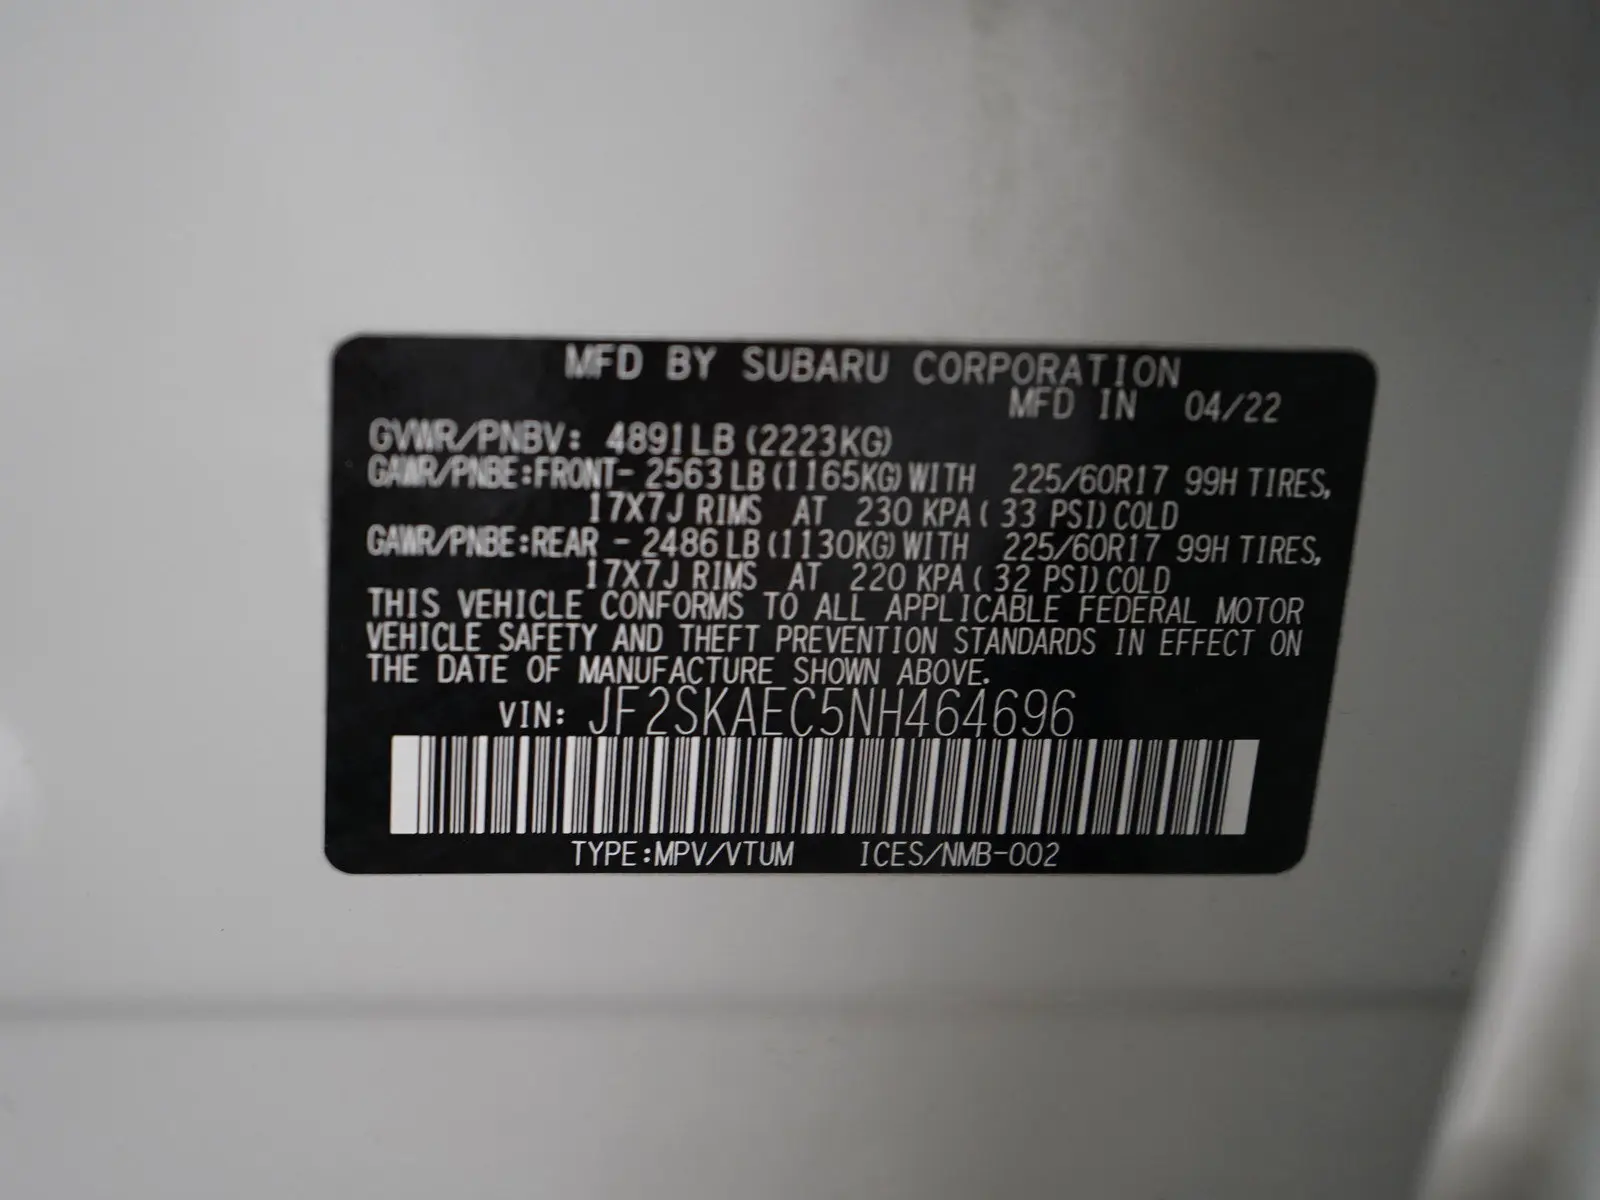 MFD BY SUBARU CORPORATION
MFD IN 04/22
GVWR/PNBV: 4891LB (2223KG)
GAWR/PNBE:FRONT- 2563 LB (1165KG) WITH 225/60R17 99H TIRES,
17X7J RIMS AT 230 KPA ( 33 PSI) COLD
GAWR/PNBE:REAR - 2486 LB (1130KG) WITH 225/60R17 99H TIRES,
17X7J RIMS AT 220 KPA ( 32 PSI) COLD
THIS VEHICLE CONFORMS TO ALL APPLICABLE FEDERAL MOTOR
VEHICLE SAFETY AND THEFT PREVENTION STANDARDS IN EFFECT ON
THE DATE OF MANUFACTURE SHOWN ABOVE.
VIN: JF2SKAEC5NH464696
TYPE:MPV/VTUM ICES/NMB-002